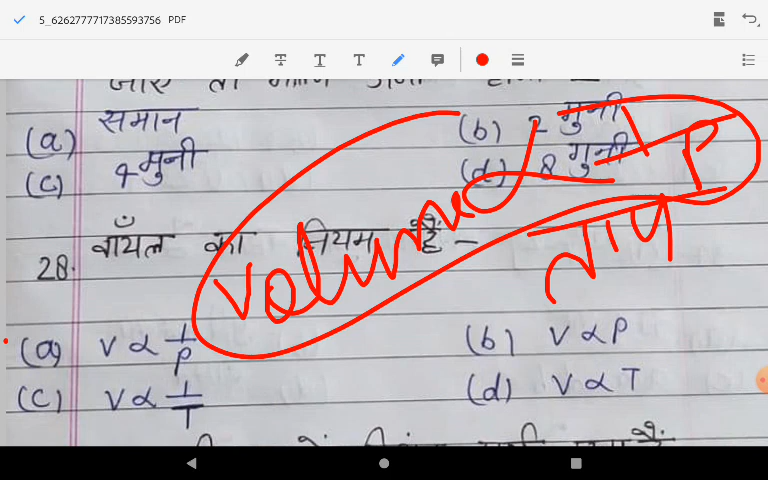 5_6262777717385593756 PDF
(a) समान (b) 2 गुनी
(c) 4 गुनी (d) 8 गुनी
28. बॉयल का नियम हैं –
Volume ∝ 1/P
ताप
(a) V ∝ 1/P (b) V ∝ P
(c) V ∝ 1/T (d) V ∝ T